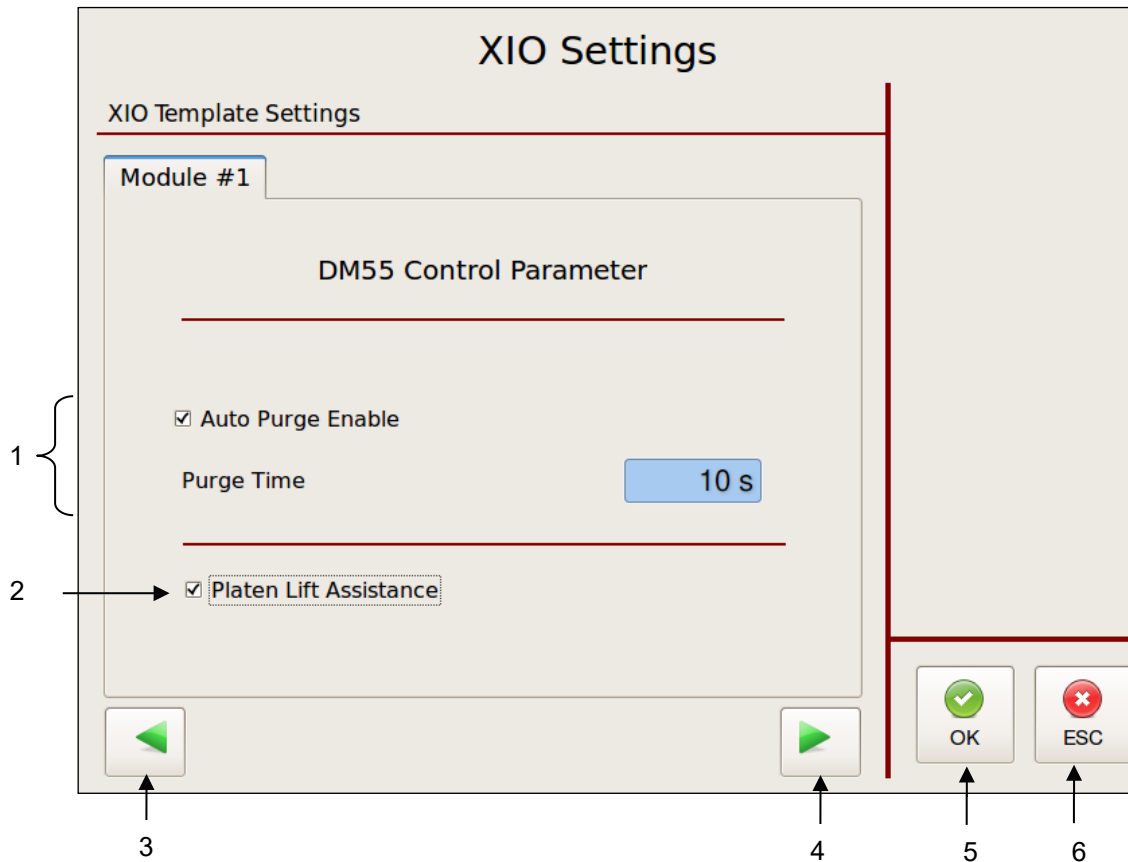 XIO Settings
XIO Template Settings
Module #1
DM55 Control Parameter
1
Auto Purge Enable
Purge Time 10 s
2
Platen Lift Assistance
OK ESC
3 4 5 6